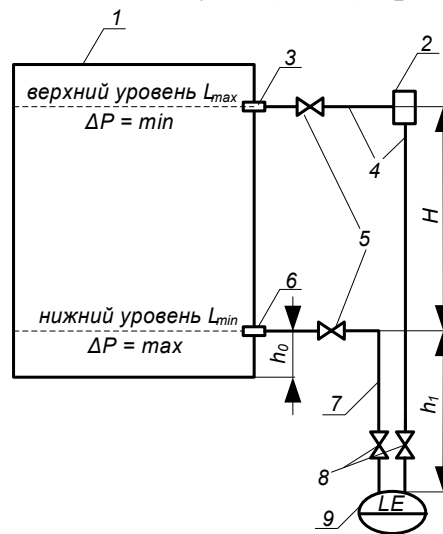 1
2
3
верхний уровень Lmax
ΔP = min
4
H
5
6
нижний уровень Lmin
ΔP = max
h0
7
h1
8
LE
9